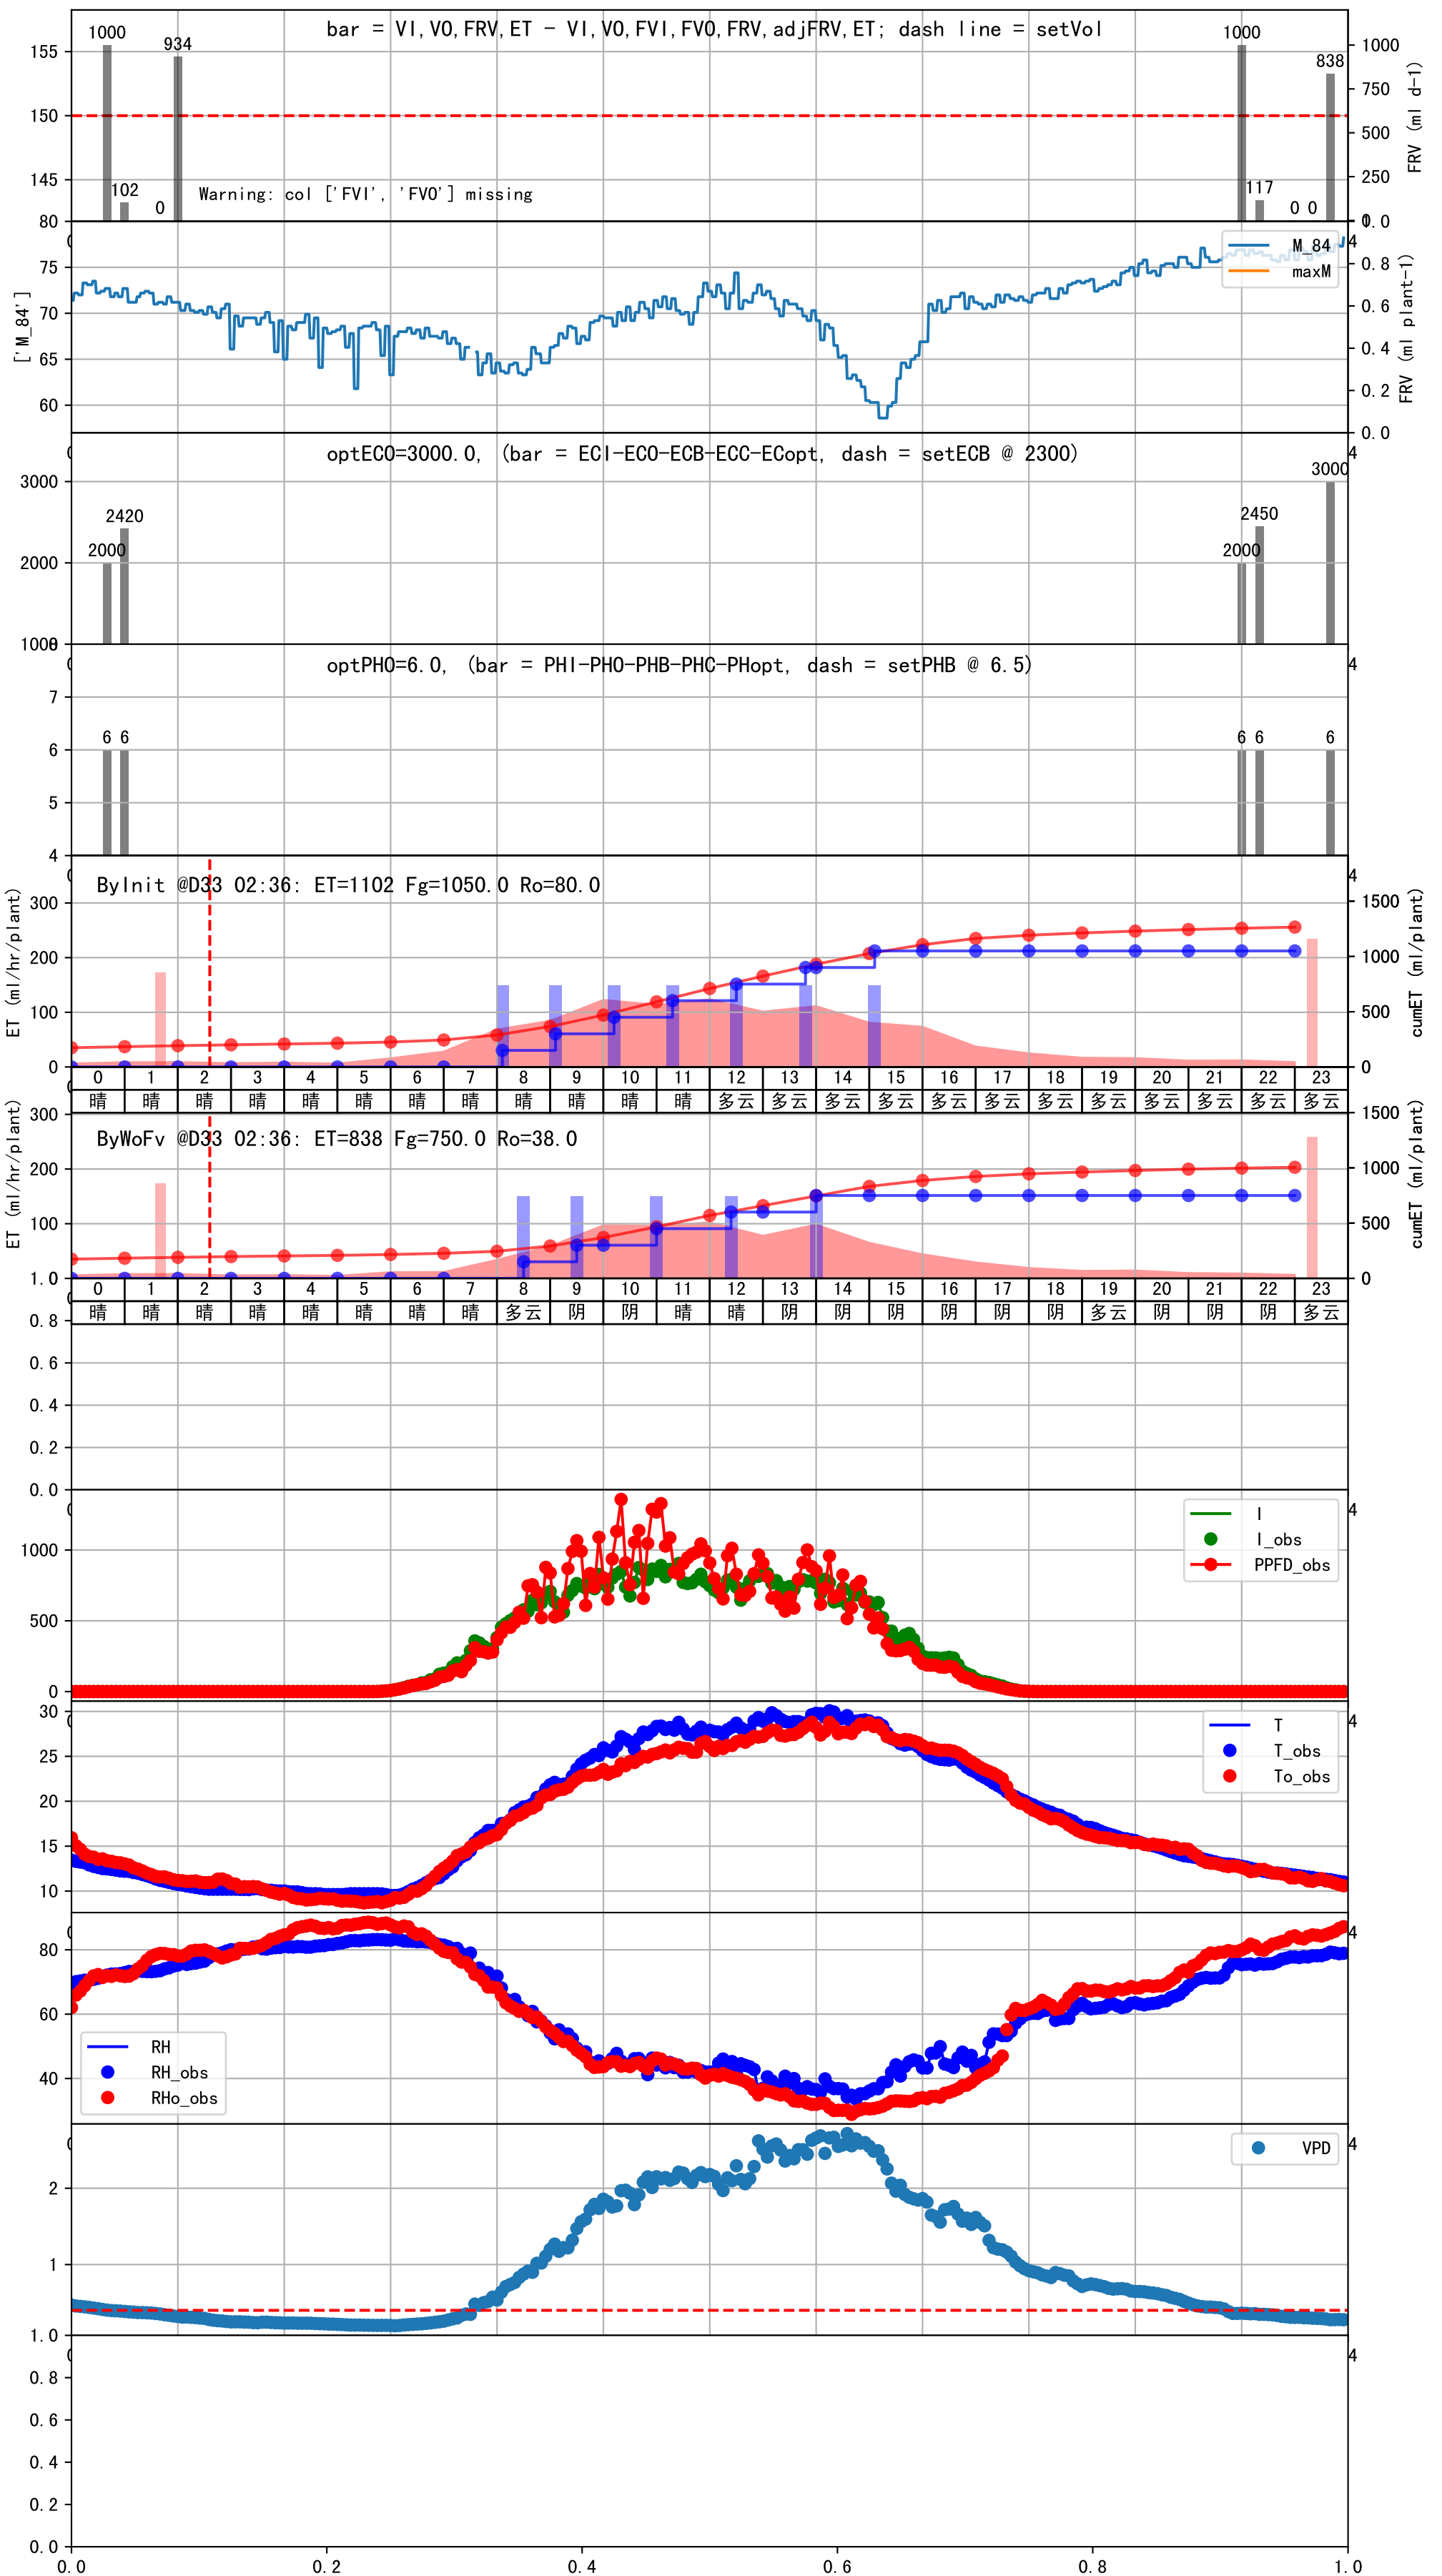 bar = VI,VO,FRV,ET - VI,VO,FVI,FVO,FRV,adjFRV,ET; dash line = setVol
1000 102 0 934 1000 117 0 0 838
Warning: col ['FVI', 'FVO'] missing
155 150 145
1000 750 500 250 0
FRV (ml d-1)
80 75 70 65 60
['M_84']
M_84
maxM
1.0 0.8 0.6 0.4 0.2 0.0
FRV (ml plant-1)
optECO=3000.0, (bar = ECI-ECO-ECB-ECC-ECopt, dash = setECB @ 2300)
3000 2000 1000
2000 2420 2000 2450 3000
optPHO=6.0, (bar = PHI-PHO-PHB-PHC-PHopt, dash = setPHB @ 6.5)
7 6 5 4
6 6 6 6 6
ByInit @D33 02:36: ET=1102 Fg=1050.0 Ro=80.0
300 200 100 0
ET (ml/hr/plant)
1500 1000 500 0
cumET (ml/plant)
0 1 2 3 4 5 6 7 8 9 10 11 12 13 14 15 16 17 18 19 20 21 22 23
晴 晴 晴 晴 晴 晴 晴 晴 晴 晴 晴 晴 多云 多云 多云 多云 多云 多云 多云 多云 多云 多云 多云 多云
ByWoFv @D33 02:36: ET=838 Fg=750.0 Ro=38.0
300 200 100
ET (ml/hr/plant)
1500 1000 500 0
cumET (ml/plant)
0 1 2 3 4 5 6 7 8 9 10 11 12 13 14 15 16 17 18 19 20 21 22 23
晴 晴 晴 晴 晴 晴 晴 晴 多云 阴 阴 晴 晴 阴 阴 阴 阴 阴 阴 多云 阴 阴 阴 多云
1.0 0.8 0.6 0.4 0.2 0.0
I
I_obs
PPFD_obs
1000 500 0
T
T_obs
To_obs
30 25 20 15 10
RH
RH_obs
RHo_obs
80 60 40
VPD
2 1
1.0 0.8 0.6 0.4 0.2 0.0
0.0 0.2 0.4 0.6 0.8 1.0